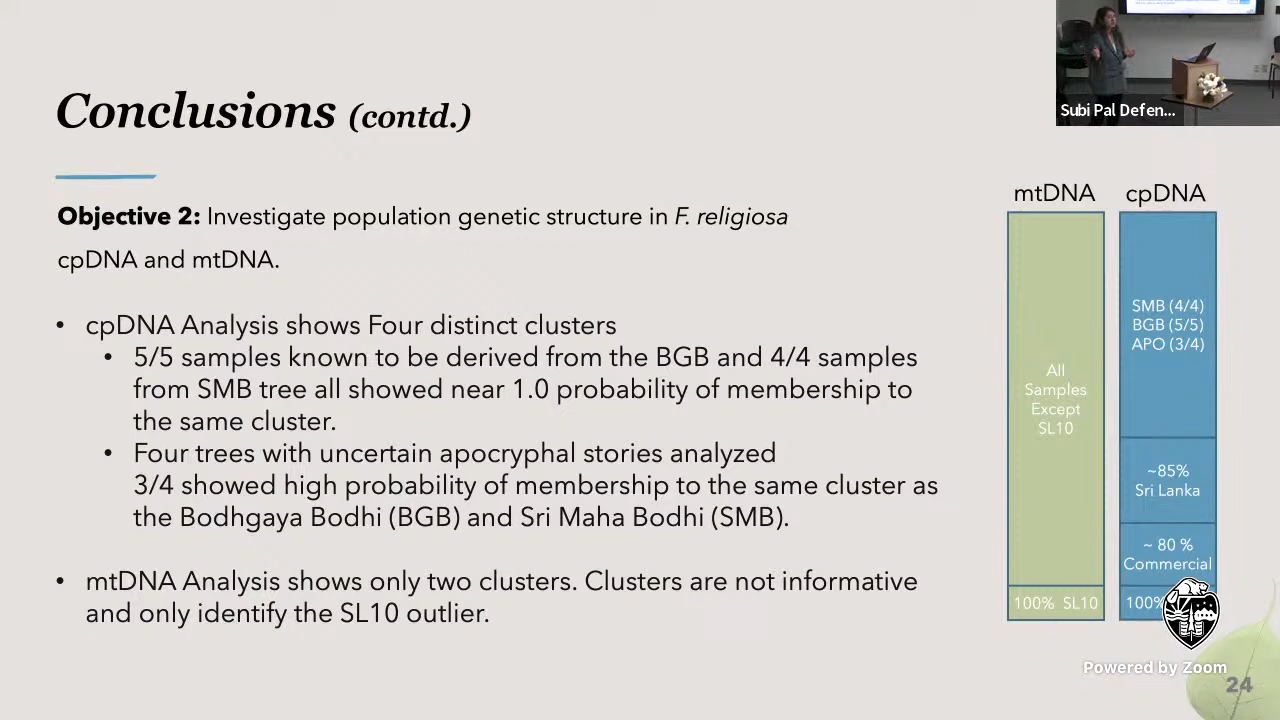 Conclusions (contd.)
Subi Pal Defen...
Objective 2: Investigate population genetic structure in F. religiosa
cpDNA and mtDNA.
• cpDNA Analysis shows Four distinct clusters
• 5/5 samples known to be derived from the BGB and 4/4 samples
from SMB tree all showed near 1.0 probability of membership to
the same cluster.
• Four trees with uncertain apocryphal stories analyzed
3/4 showed high probability of membership to the same cluster as
the Bodhgaya Bodhi (BGB) and Sri Maha Bodhi (SMB).
• mtDNA Analysis shows only two clusters. Clusters are not informative
and only identify the SL10 outlier.
mtDNA
All
Samples
Except
SL10
100% SL10
cpDNA
SMB (4/4)
BGB (5/5)
APO (3/4)
~85%
Sri Lanka
~ 80 %
Commercial
100%
Powered by Zoom
24